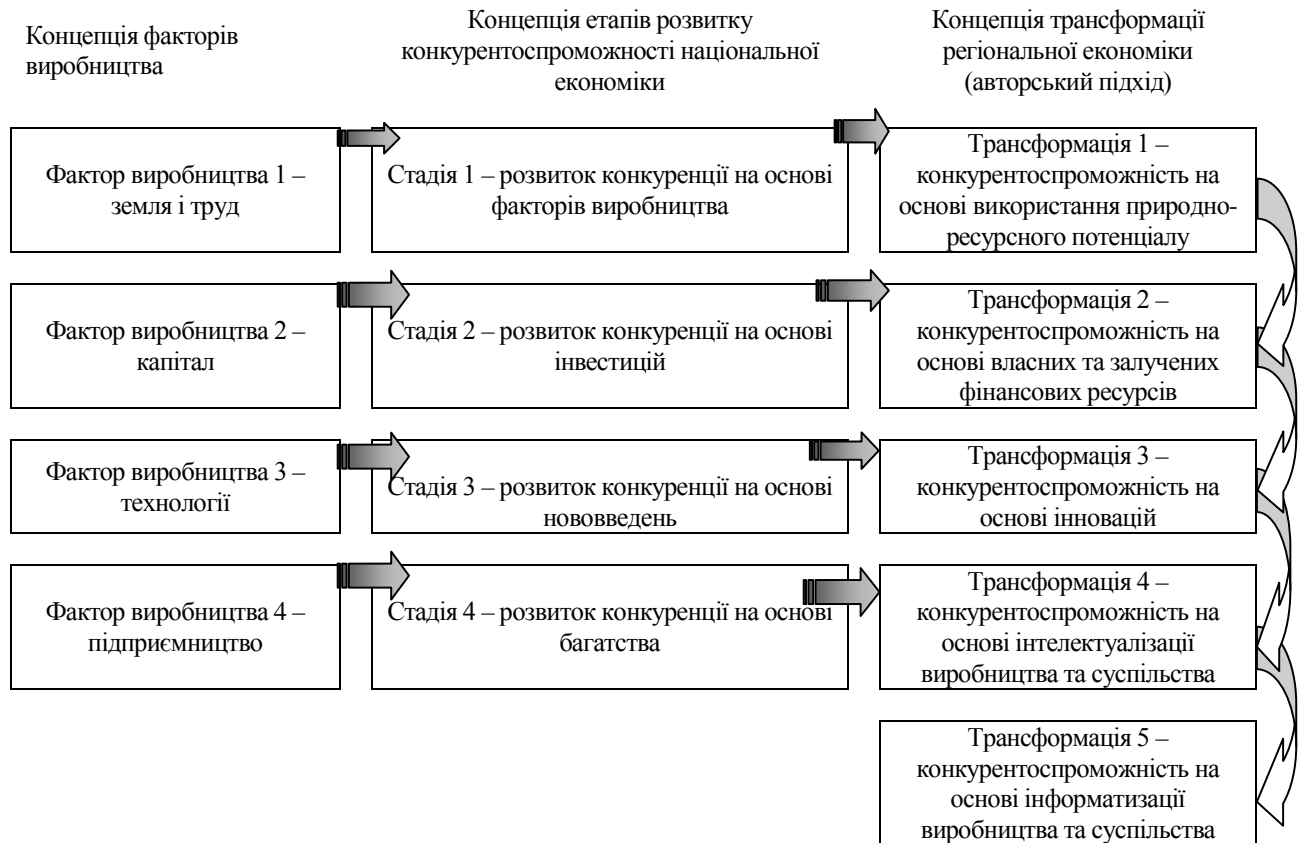 Концепція факторів
виробництва
Концепція етапів розвитку
конкурентоспроможності національної
економіки
Концепція трансформації
регіональної економіки
(авторський підхід)
Фактор виробництва 1 –
земля і труд
Стадія 1 – розвиток конкуренції на основі
факторів виробництва
Трансформація 1 –
конкурентоспроможність на
основі використання природно-
ресурсного потенціалу
Фактор виробництва 2 –
капітал
Стадія 2 – розвиток конкуренції на основі
інвестицій
Трансформація 2 –
конкурентоспроможність на
основі власних та залучених
фінансових ресурсів
Фактор виробництва 3 –
технології
Стадія 3 – розвиток конкуренції на основі
нововведень
Трансформація 3 –
конкурентоспроможність на
основі інновацій
Фактор виробництва 4 –
підприємництво
Стадія 4 – розвиток конкуренції на основі
багатства
Трансформація 4 –
конкурентоспроможність на
основі інтелектуалізації
виробництва та суспільства
Трансформація 5 –
конкурентоспроможність на
основі інформатизації
виробництва та суспільства